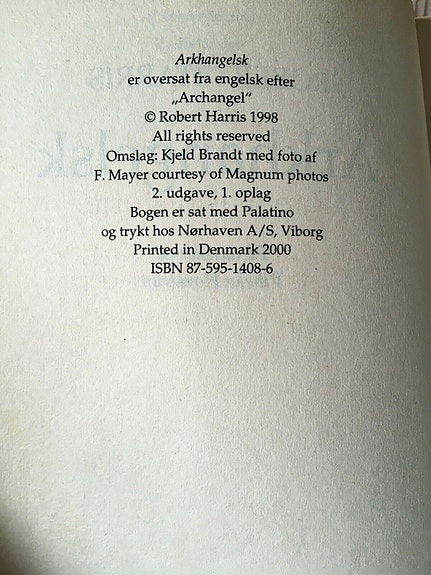 Arkhangelsk
er oversat fra engelsk efter
„Archangel“
© Robert Harris 1998
All rights reserved
Omslag: Kjeld Brandt med foto af
F. Mayer courtesy of Magnum photos
2. udgave, 1. oplag
Bogen er sat med Palatino
og trykt hos Nørhaven A/S, Viborg
Printed in Denmark 2000
ISBN 87-595-1408-6